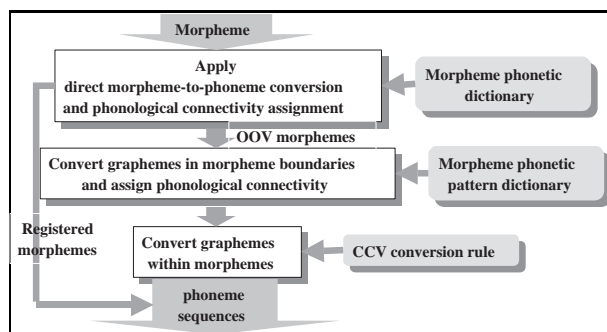 Morpheme
Apply
direct morpheme-to-phoneme conversion
and phonological connectivity assignment
Morpheme phonetic
dictionary
OOV morphemes
Convert graphemes in morpheme boundaries
and assign phonological connectivity
Morpheme phonetic
pattern dictionary
Registered
morphemes
Convert graphemes
within morphemes
CCV conversion rule
phoneme
sequences